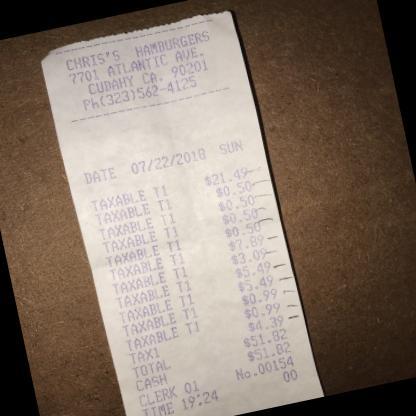 CHRIS'S HAMBURGERS
7701 ATLANTIC AVE.
CUDAHY CA. 90201
Ph(323)562-4125
DATE 07/22/2018 SUN
TAXABLE T1 $21.49
TAXABLE T1 $0.50
TAXABLE T1 $0.50
TAXABLE T1 $0.50
TAXABLE T1 $0.50
TAXABLE T1 $7.89
TAXABLE T1 $3.09
TAXABLE T1 $5.49
TAXABLE T1 $5.49
TAXABLE T1 $0.99
TAXABLE T1 $0.99
TAX1 $4.39
TOTAL $51.82
CASH $51.82
CLERK 01 No.00154
TIME 19:24 00